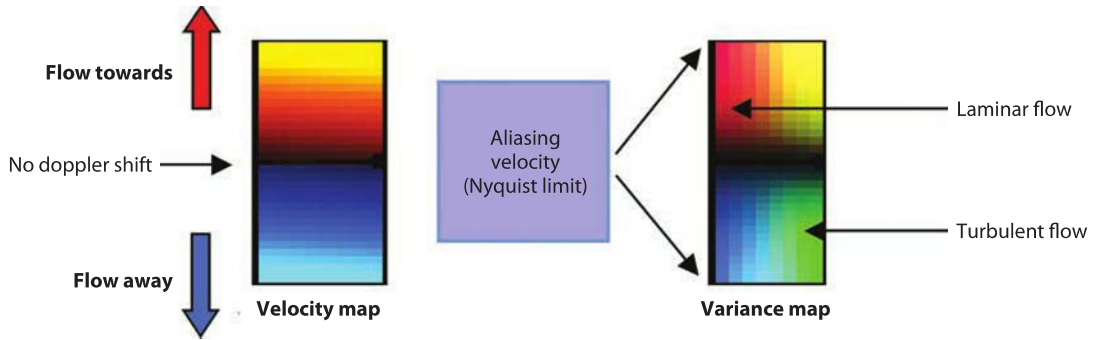 Flow towards
No doppler shift
Flow away
Velocity map
Aliasing
velocity
(Nyquist limit)
Laminar flow
Turbulent flow
Variance map